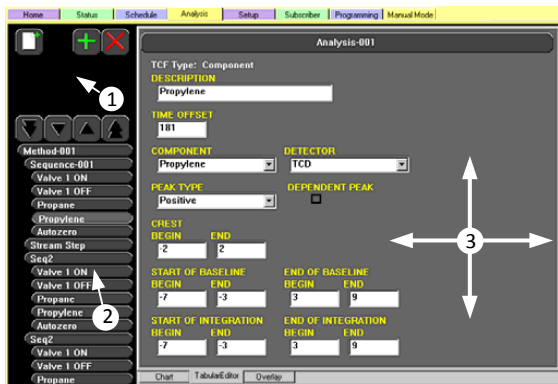 Home Status Schedule Analysis Setup Subscriber Programming Manual Mode
Analysis-001
1
TCF Type: Component
DESCRIPTION
Propylene
TIME OFFSET
181
COMPONENT DETECTOR
Propylene TCD
PEAK TYPE DEPENDENT PEAK
Positive
CREST
BEGIN END
-2 2
START OF BASELINE END OF BASELINE
BEGIN END BEGIN END
-7 -3 3 9
START OF INTEGRATION END OF INTEGRATION
BEGIN END BEGIN END
-7 -3 3 9
3
Method-001
Sequence-001
Valve 1 ON
Valve 1 OFF
Propane
Propylene
Autozero
Stream Step
Seq2
Valve 1 ON
Valve 1 OFF
Propane
2
Propylene
Autozero
Seq2
Valve 1 ON
Valve 1 OFF
Propane
Chart TabularEditor Overlay